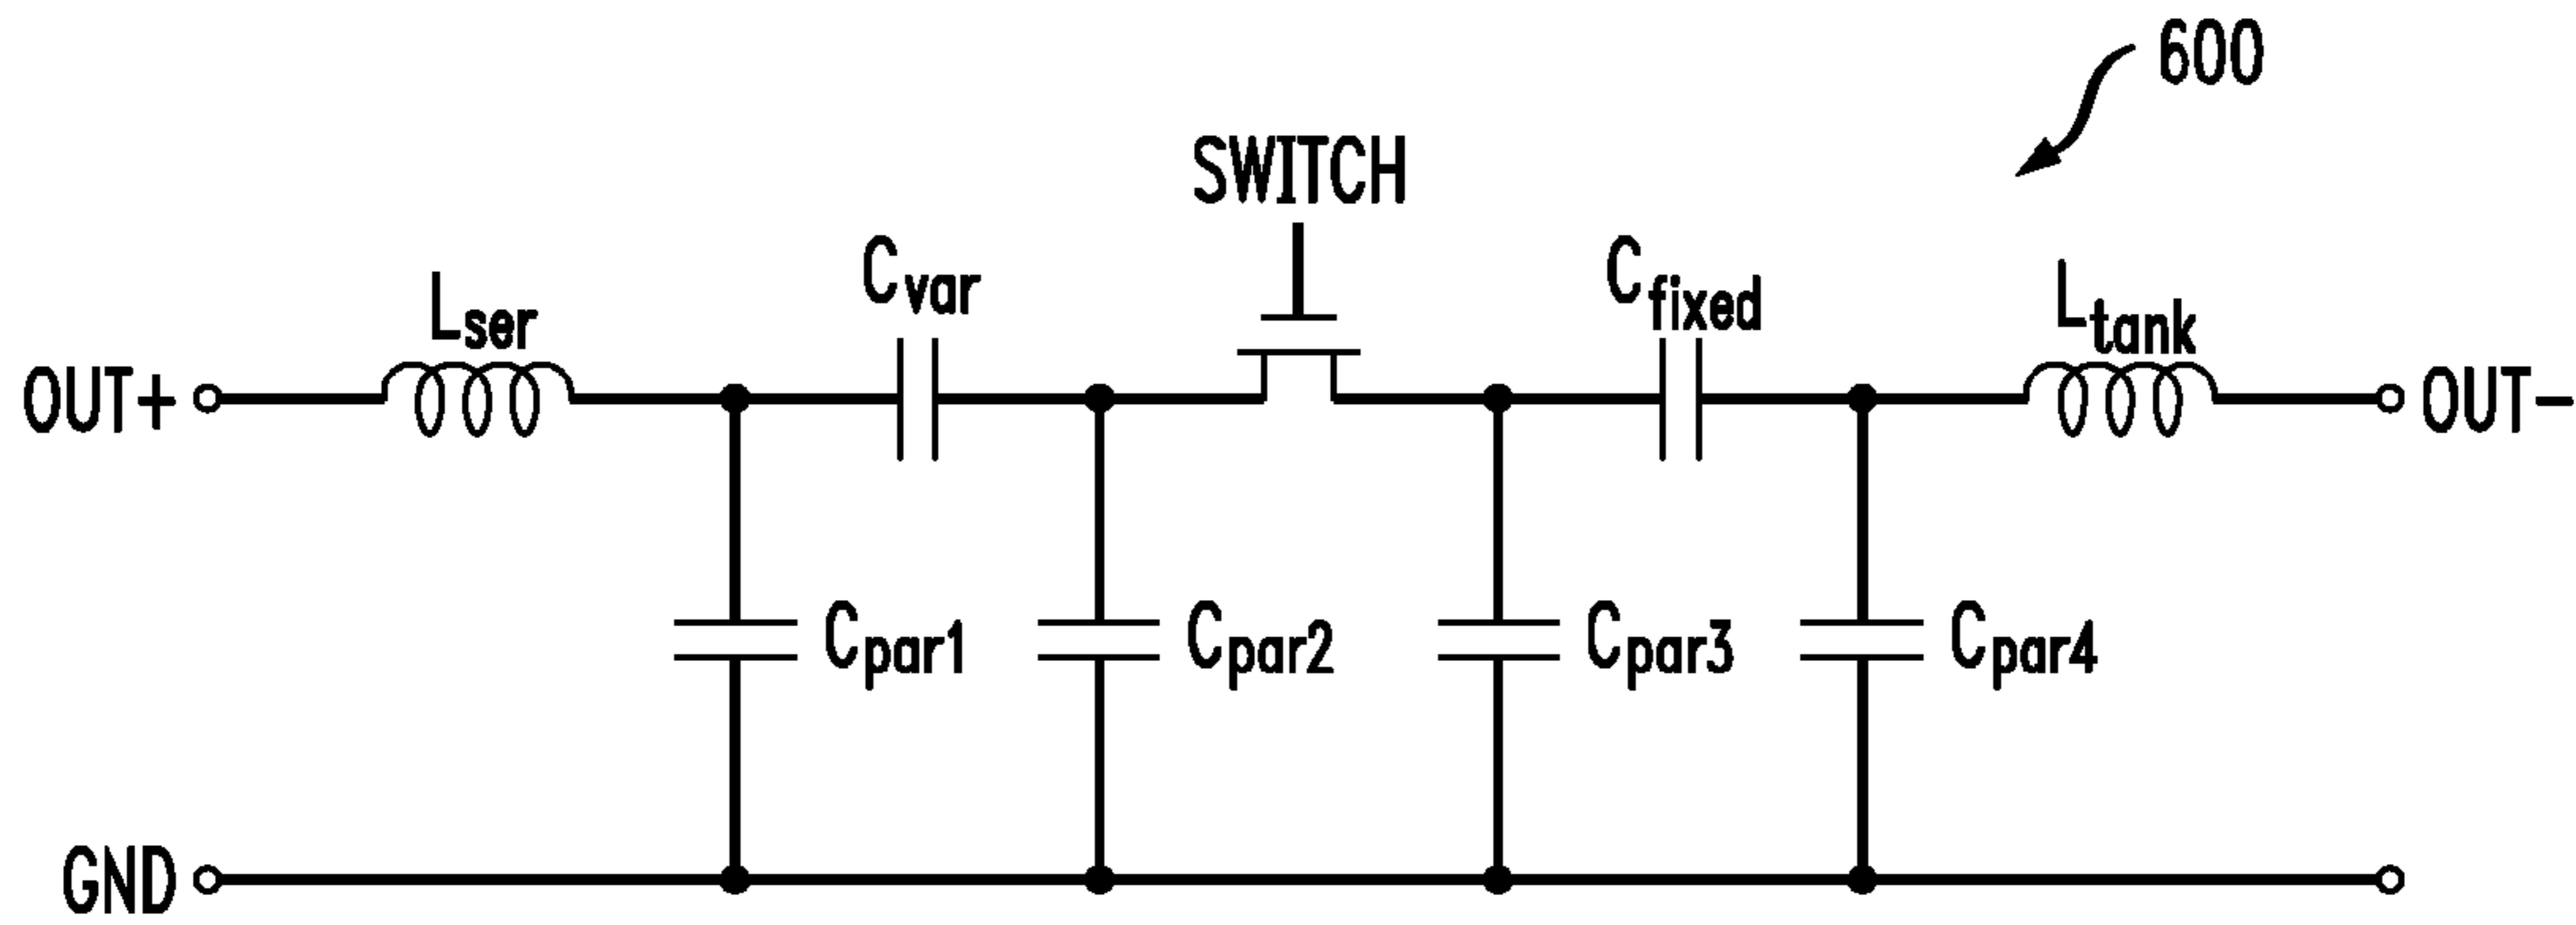 600
SWITCH
Cvar
Cfixed
Lser
Ltank
OUT+
OUT-
Cpar1
Cpar2
Cpar3
Cpar4
GND